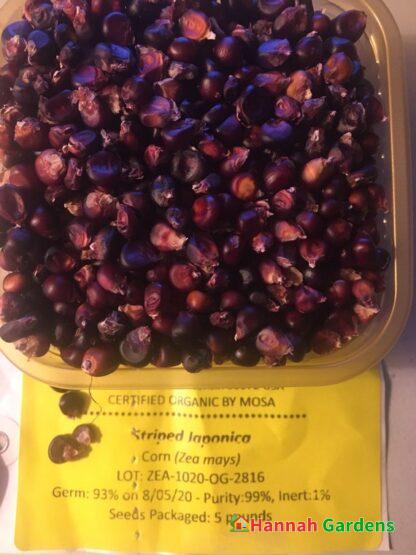 CERTIFIED ORGANIC BY MOSA
Striped Japonica
Corn (Zea mays)
LOT: ZEA-1020-OG-2816
Germ: 93% on 8/05/20 - Purity:99%, Inert:1%
Seeds Packaged: 5 pounds
Hannah Gardens